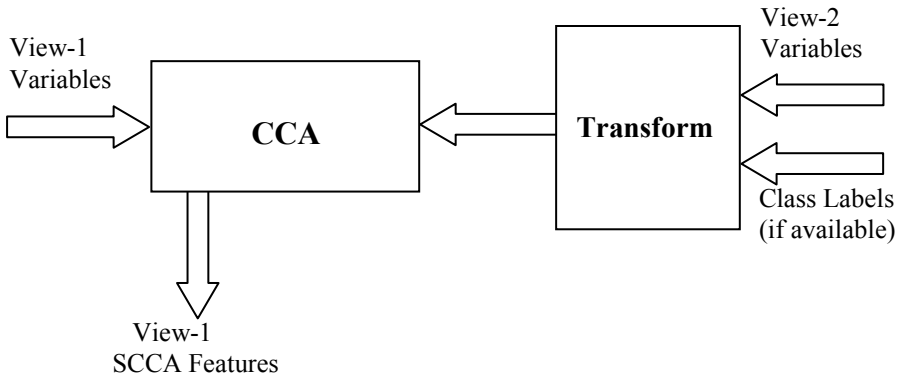 View-1
Variables
CCA
Transform
View-2
Variables
Class Labels
(if available)
View-1
SCCA Features